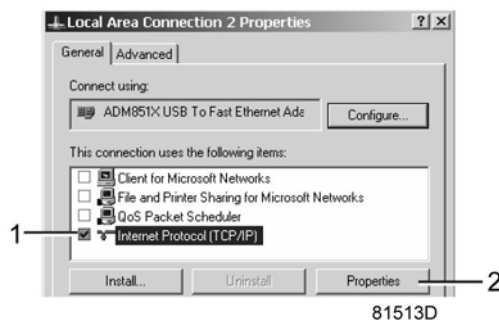 Local Area Connection 2 Properties
General Advanced
Connect using:
ADM851X USB To Fast Ethernet Ada
Configure...
This connection uses the following items:
Client for Microsoft Networks
File and Printer Sharing for Microsoft Networks
QoS Packet Scheduler
1 Internet Protocol (TCP/IP)
Install... Uninstall Properties 2
81513D